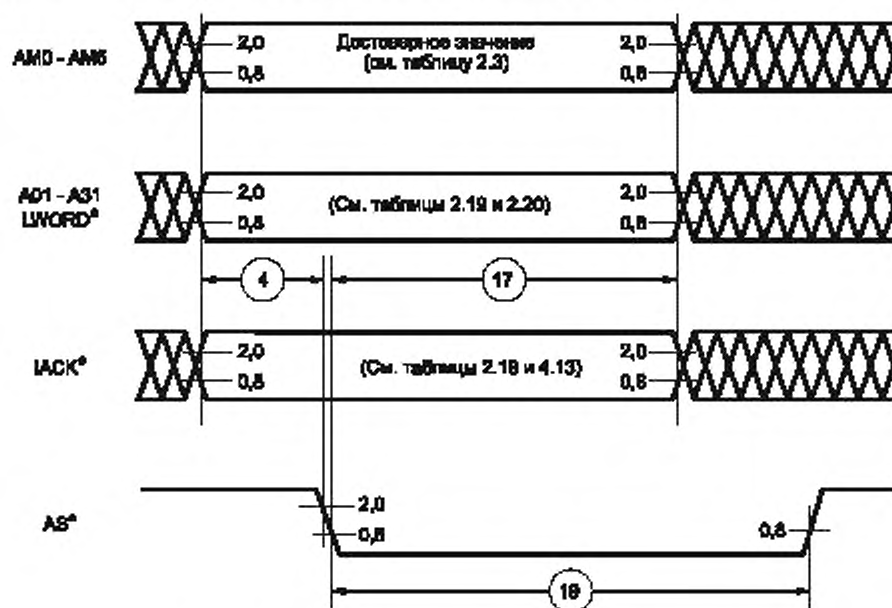 AM0 - AM5
2,0
0,8
Достоверное значение
(см. таблицу 2.3)
2,0
0,8
A01 - A31
LWORD*
2,0
0,8
(См. таблицы 2.19 и 2.20)
2,0
0,8
4
17
IACK*
2,0
0,8
(См. таблицы 2.18 и 4.13)
2,0
0,8
AS*
2,0
0,8
0,8
19